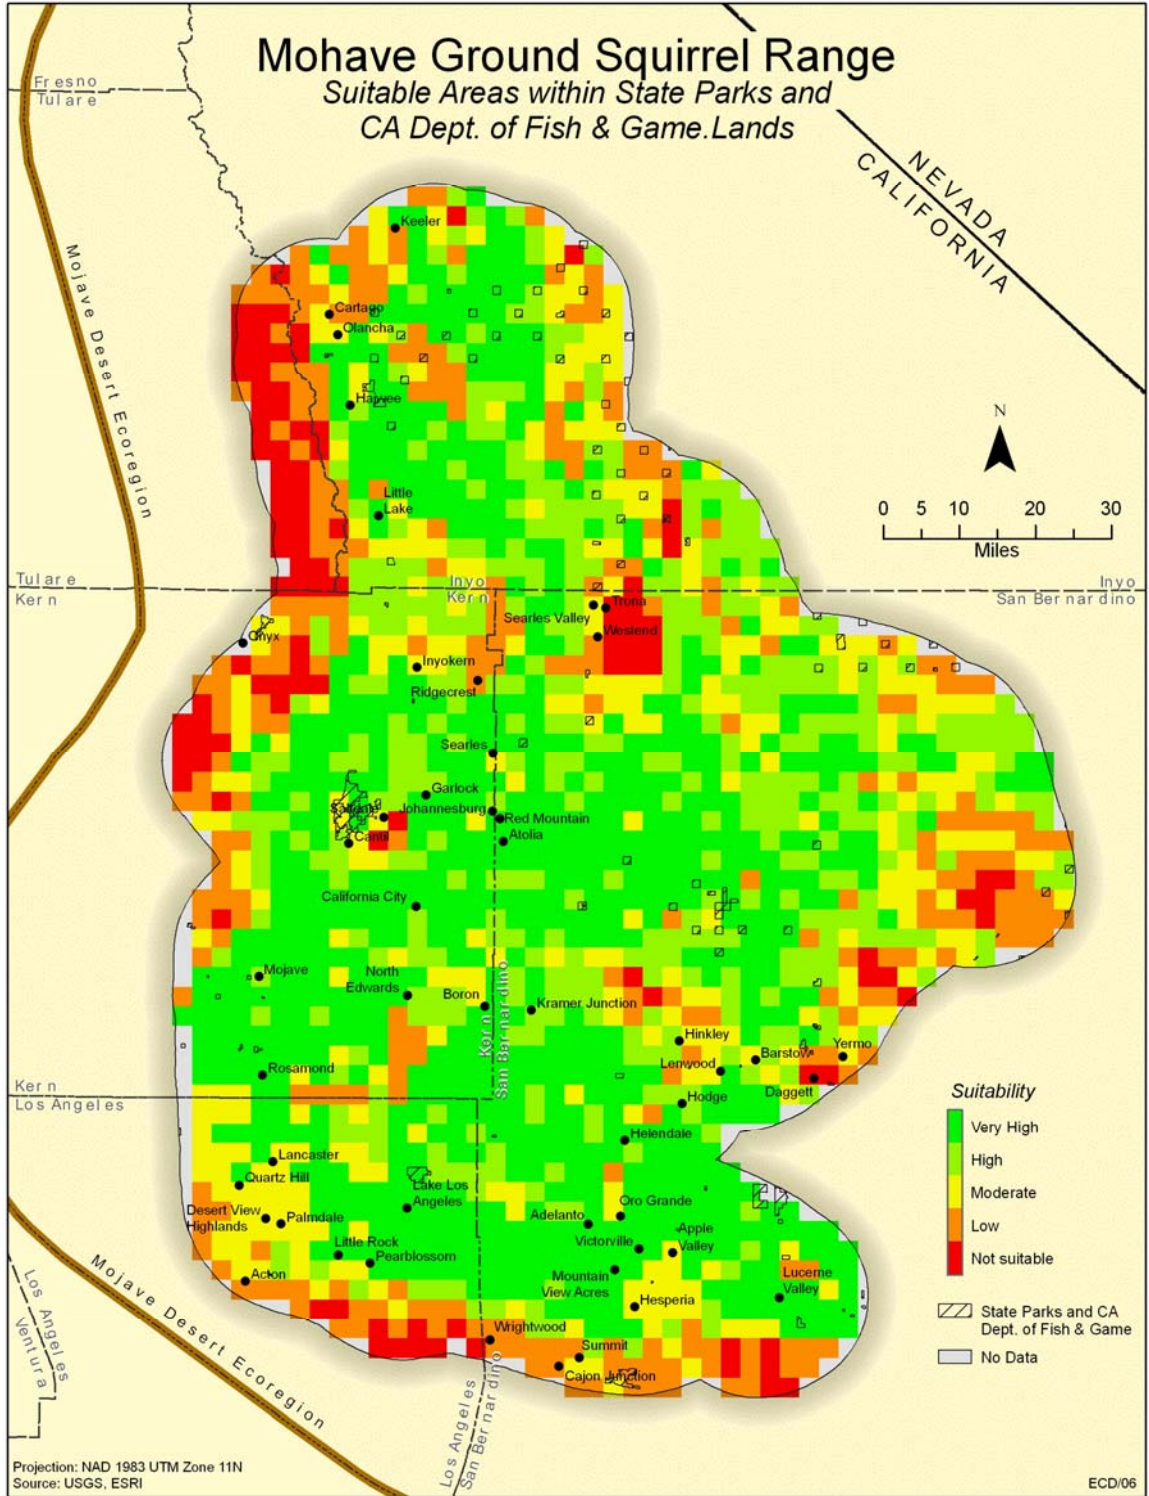 Mohave Ground Squirrel Range
Suitable Areas within State Parks and
CA Dept. of Fish & Game.Lands
Fresno
Tulare
NEVADA
CALIFORNIA
Mojave Desert Ecoregion
Keeler
Cartago
Olancha
Haiwee
N
0 5 10 20 30
Miles
Little
Lake
Tulare
Kern
Inyo
Kern
Inyo
San Bernardino
Trona
Searles Valley
Westend
Onyx
Inyokern
Ridgecrest
Searles
Garlock
Saltdale
Johannesburg
Red Mountain
Atolia
Cantil
California City
Mojave
North
Edwards
Boron
Kramer Junction
Kern
San Bernardino
Hinkley
Lenwood
Barstow
Yermo
Daggett
Rosamond
Hodge
Kern
Los Angeles
Helendale
Lancaster
Quartz Hill
Lake Los
Angeles
Desert View
Highlands
Palmdale
Adelanto
Oro Grande
Victorville
Apple
Valley
Little Rock
Pearblossom
Acton
Mountain
View Acres
Lucerne
Valley
Hesperia
Wrightwood
Summit
Cajon Junction
Suitability
Very High
High
Moderate
Low
Not suitable
State Parks and CA
Dept. of Fish & Game
No Data
Mojave Desert Ecoregion
Los Angeles
Ventura
Los Angeles
San Bernardino
Projection: NAD 1983 UTM Zone 11N
Source: USGS, ESRI
ECD/06